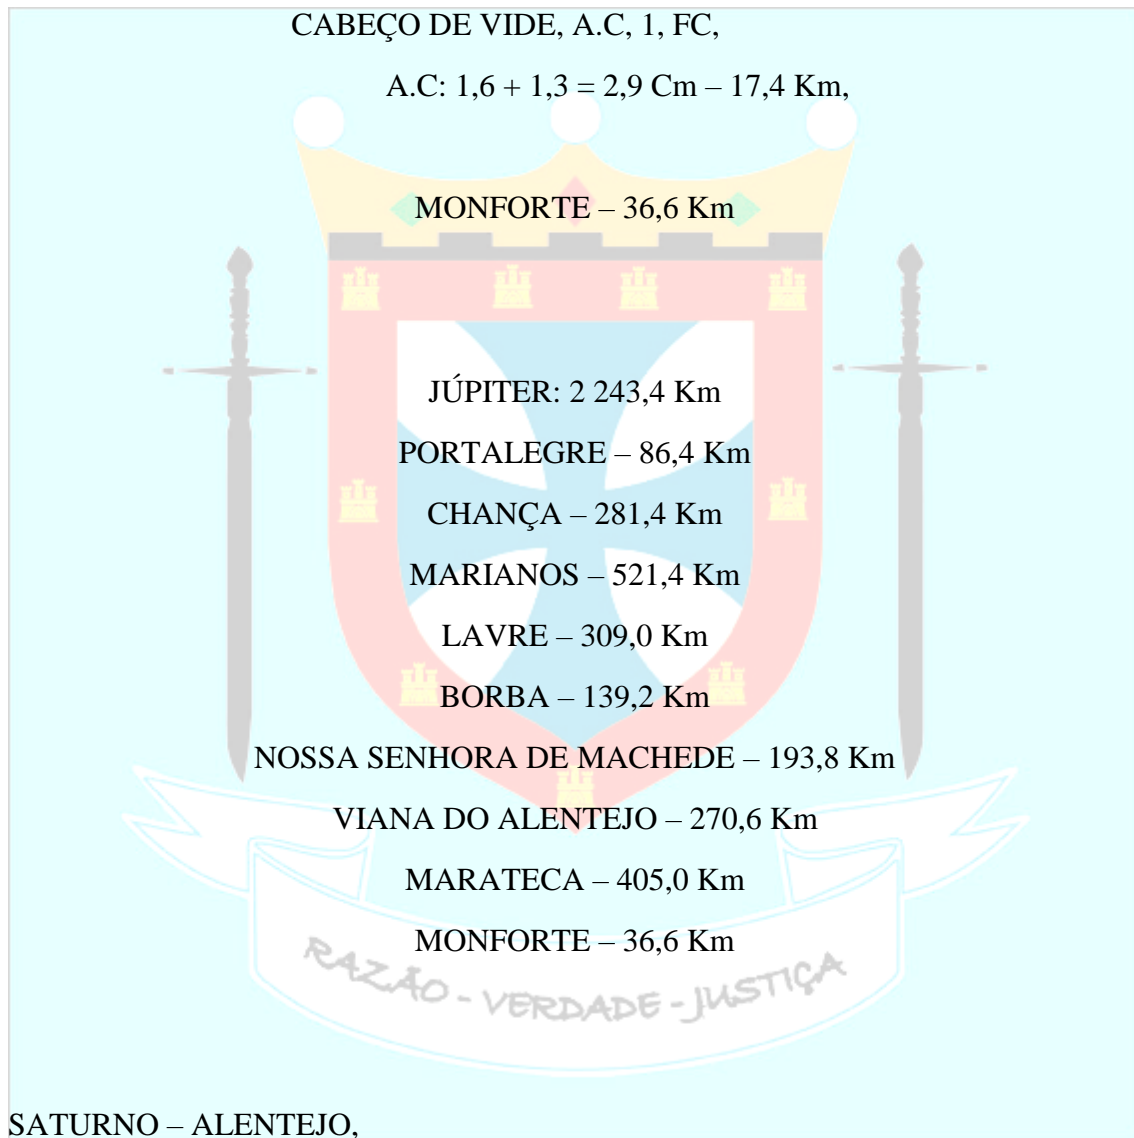 CABEÇO DE VIDE, A.C, 1, FC,
A.C: 1,6 + 1,3 = 2,9 Cm – 17,4 Km,
MONFORTE – 36,6 Km
JÚPITER: 2 243,4 Km
PORTALEGRE – 86,4 Km
CHANÇA – 281,4 Km
MARIANOS – 521,4 Km
LAVRE – 309,0 Km
BORBA – 139,2 Km
NOSSA SENHORA DE MACHEDE – 193,8 Km
VIANA DO ALENTEJO – 270,6 Km
MARATECA – 405,0 Km
MONFORTE – 36,6 Km
RAZÃO - VERDADE - JUSTIÇA
SATURNO – ALENTEJO,